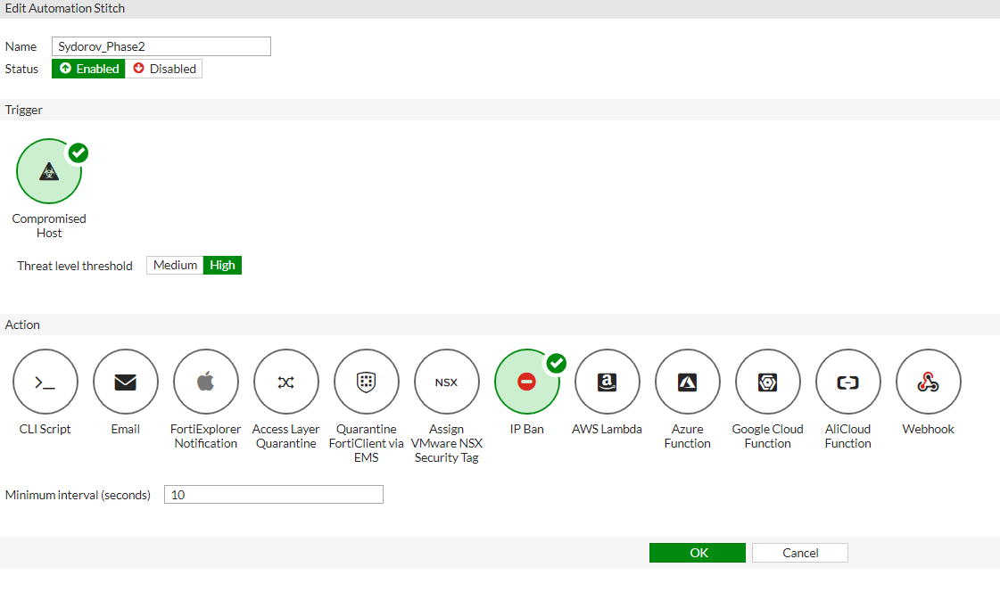 Edit Automation Stitch
Name Sydorov_Phase2
Status Enabled Disabled
Trigger
Compromised
Host
Threat level threshold Medium High
Action
CLI Script
Email
FortiExplorer
Notification
Access Layer
Quarantine
Quarantine
FortiClient via
EMS
NSX
Assign
VMware NSX
Security Tag
IP Ban
AWS Lambda
Azure
Function
Google Cloud
Function
AliCloud
Function
Webhook
Minimum interval (seconds) 10
OK Cancel